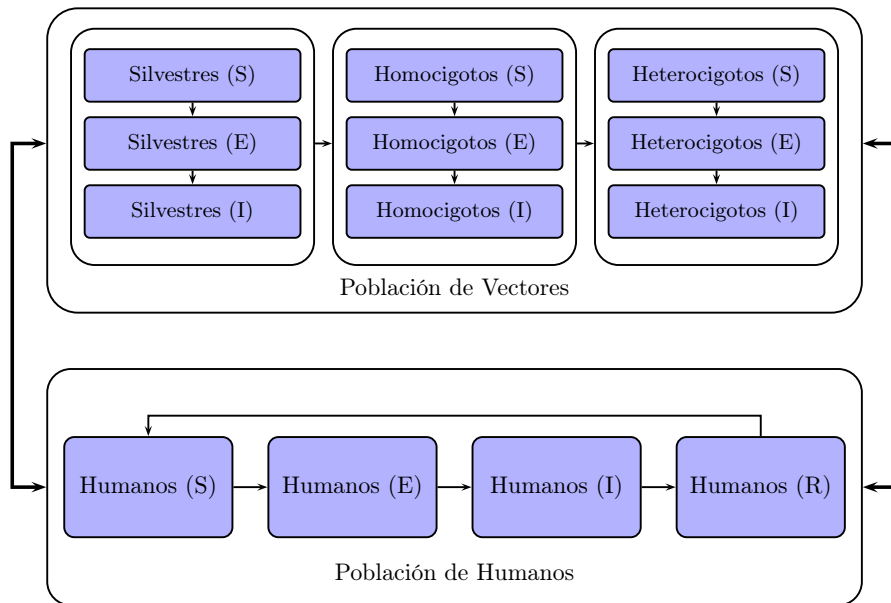 Silvestres (S)
Homocigotos (S)
Heterocigotos (S)
Silvestres (E)
Homocigotos (E)
Heterocigotos (E)
Silvestres (I)
Homocigotos (I)
Heterocigotos (I)
Población de Vectores
Humanos (S)
Humanos (E)
Humanos (I)
Humanos (R)
Población de Humanos